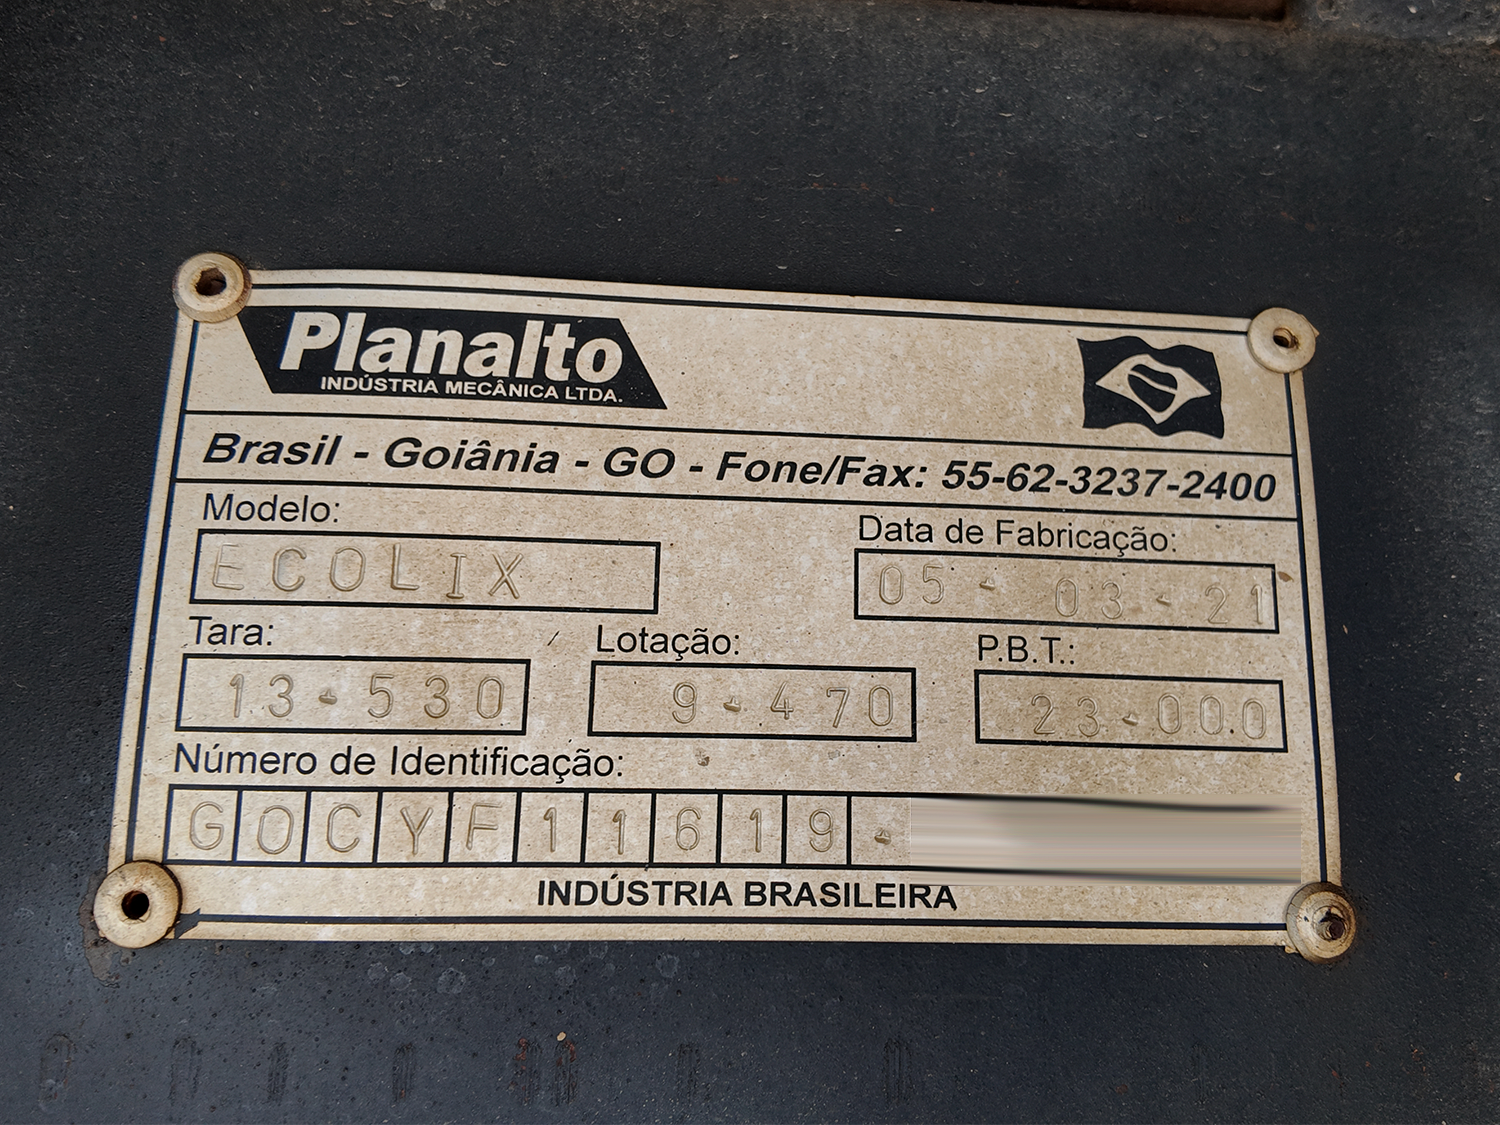 Planalto
INDÚSTRIA MECÂNICA LTDA.
Brasil - Goiânia - GO - Fone/Fax: 55-62-3237-2400
Modelo: Data de Fabricação:
ECOLIX 05-03-21
Tara: Lotação: P.B.T.:
13-530 9-470 23-000
Número de Identificação:
GOCYF11619-
INDÚSTRIA BRASILEIRA